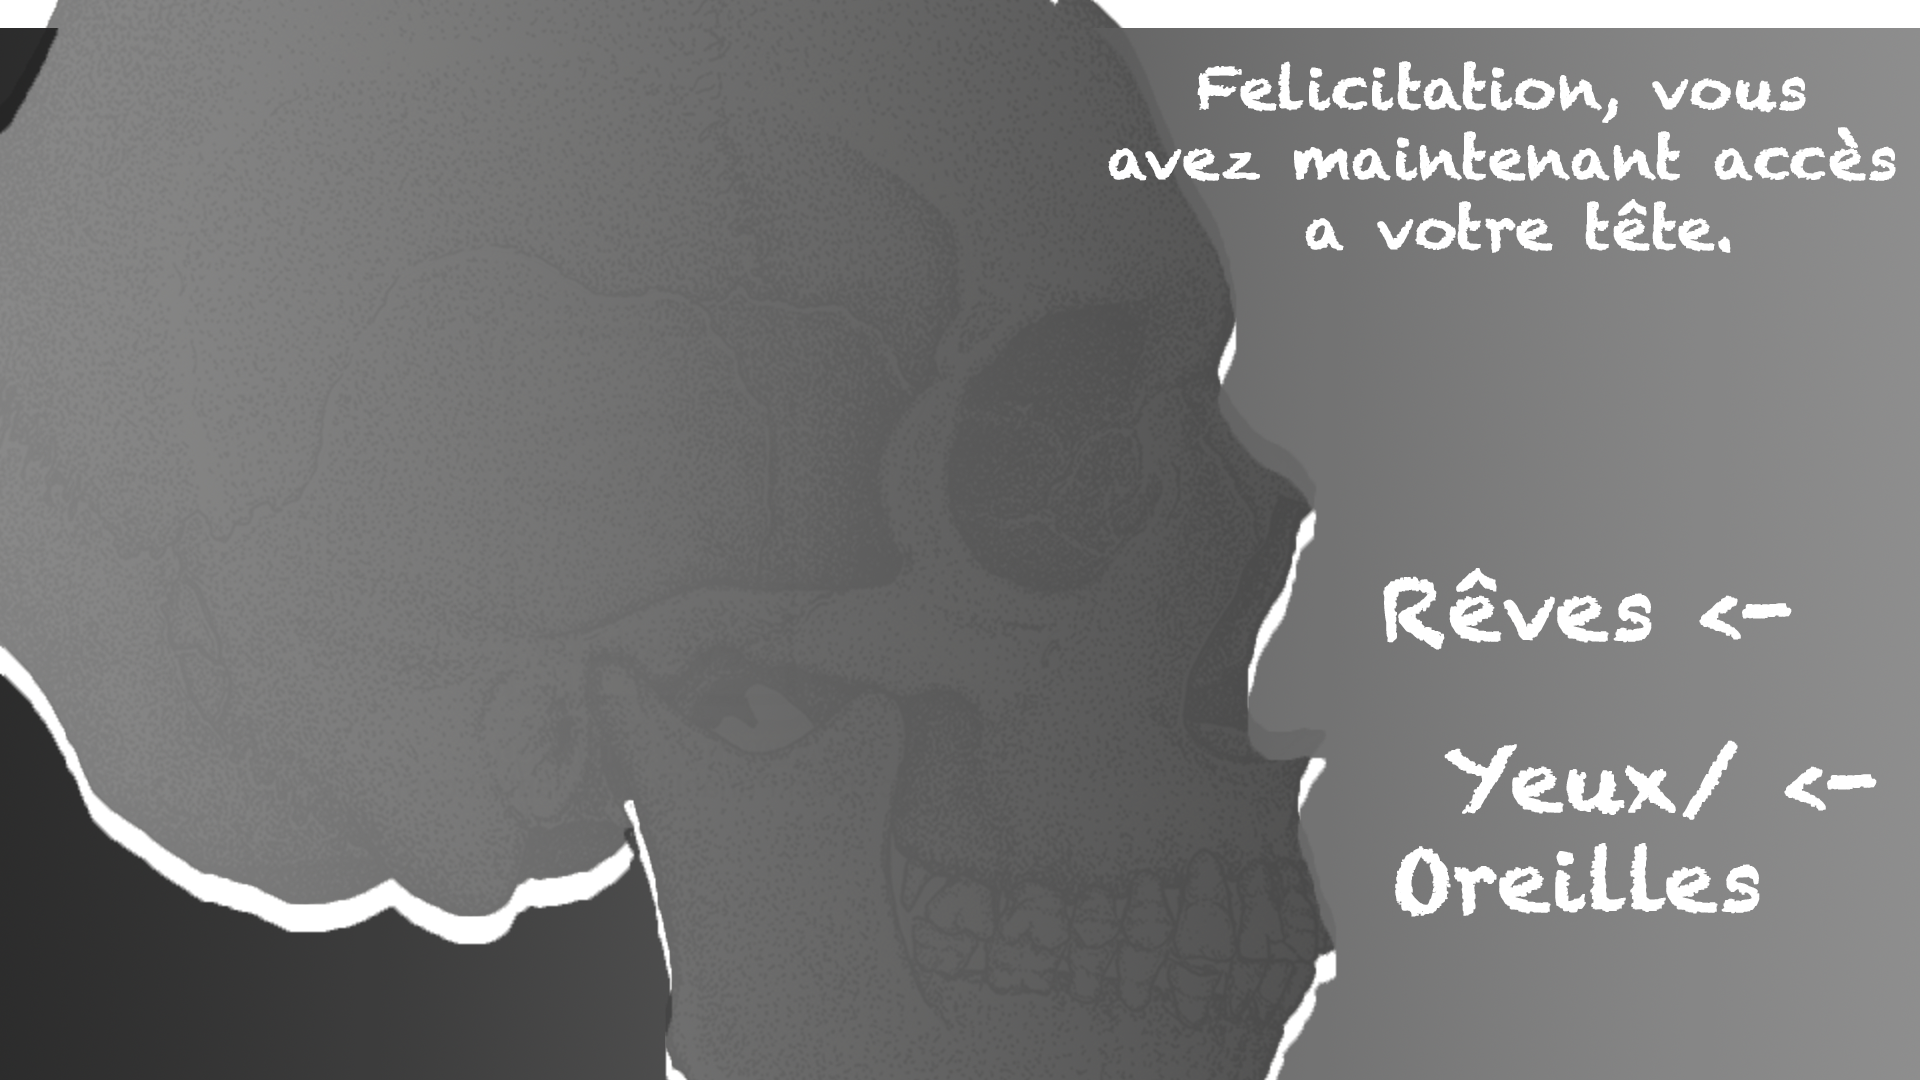 Felicitation, vous
avez maintenant accès
a votre tête.
Rêves <-
Yeux/ <-
Oreilles